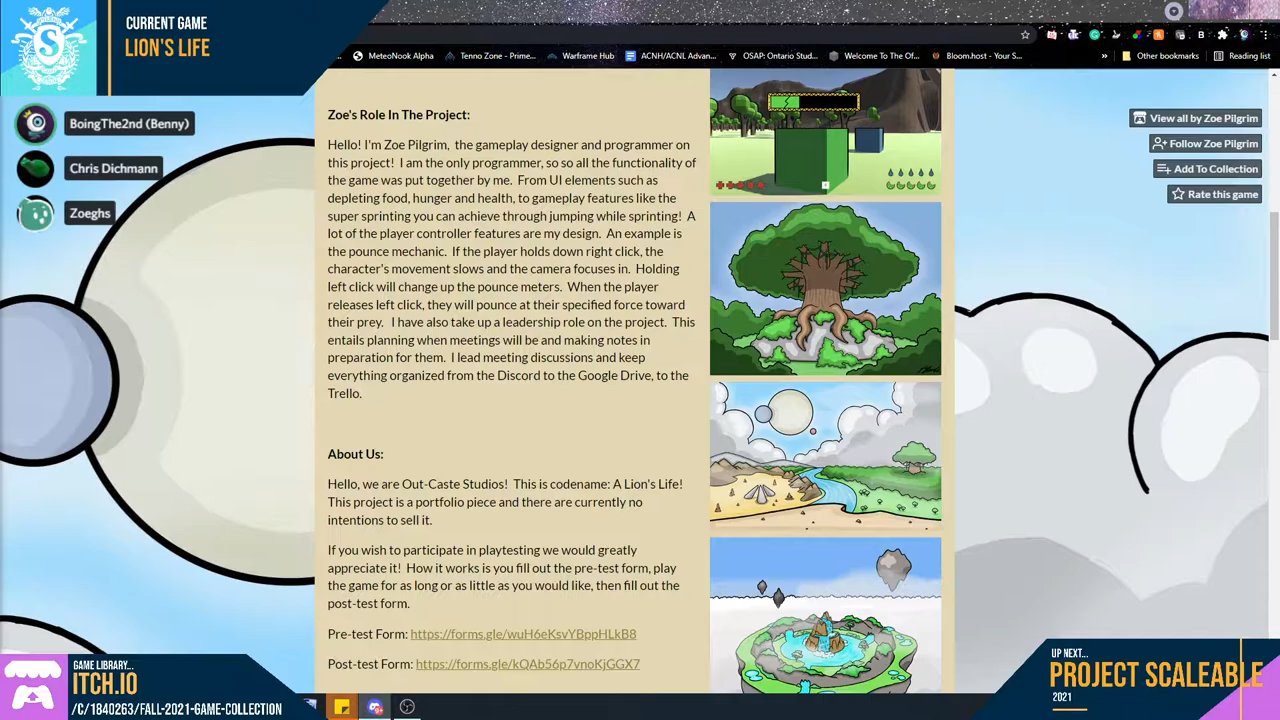 CURRENT GAME
LION'S LIFE
BoingThe2nd (Benny)
Chris Dichmann
Zoeghs
MeteoNook Alpha
Tenno Zone - Prime...
Warframe Hub
ACNH/ACNL Advan...
OSAP: Ontario Stud...
Welcome To The Of...
Bloom.host - Your S...
»
Other bookmarks
Reading list
Zoe's Role In The Project:
Hello! I'm Zoe Pilgrim, the gameplay designer and programmer on
this project! I am the only programmer, so so all the functionality of
the game was put together by me. From UI elements such as
depleting food, hunger and health, to gameplay features like the
super sprinting you can achieve through jumping while sprinting! A
lot of the player controller features are my design. An example is
the pounce mechanic. If the player holds down right click, the
character's movement slows and the camera focuses in. Holding
left click will change up the pounce meters. When the player
releases left click, they will pounce at their specified force toward
their prey. I have also take up a leadership role on the project. This
entails planning when meetings will be and making notes in
preparation for them. I lead meeting discussions and keep
everything organized from the Discord to the Google Drive, to the
Trello.
About Us:
Hello, we are Out-Caste Studios! This is codename: A Lion's Life!
This project is a portfolio piece and there are currently no
intentions to sell it.
If you wish to participate in playtesting we would greatly
appreciate it! How it works is you fill out the pre-test form, play
the game for as long or as little as you would like, then fill out the
post-test form.
Pre-test Form: https://forms.gle/wuH6eKsvYBppHLkB8
Post-test Form: https://forms.gle/kQAb56p7vnoKjGGX7
View all by Zoe Pilgrim
Follow Zoe Pilgrim
Add To Collection
Rate this game
GAME LIBRARY...
ITCH.IO
/C/1840263/FALL-2021-GAME-COLLECTION
UP NEXT...
PROJECT SCALEABLE
2021